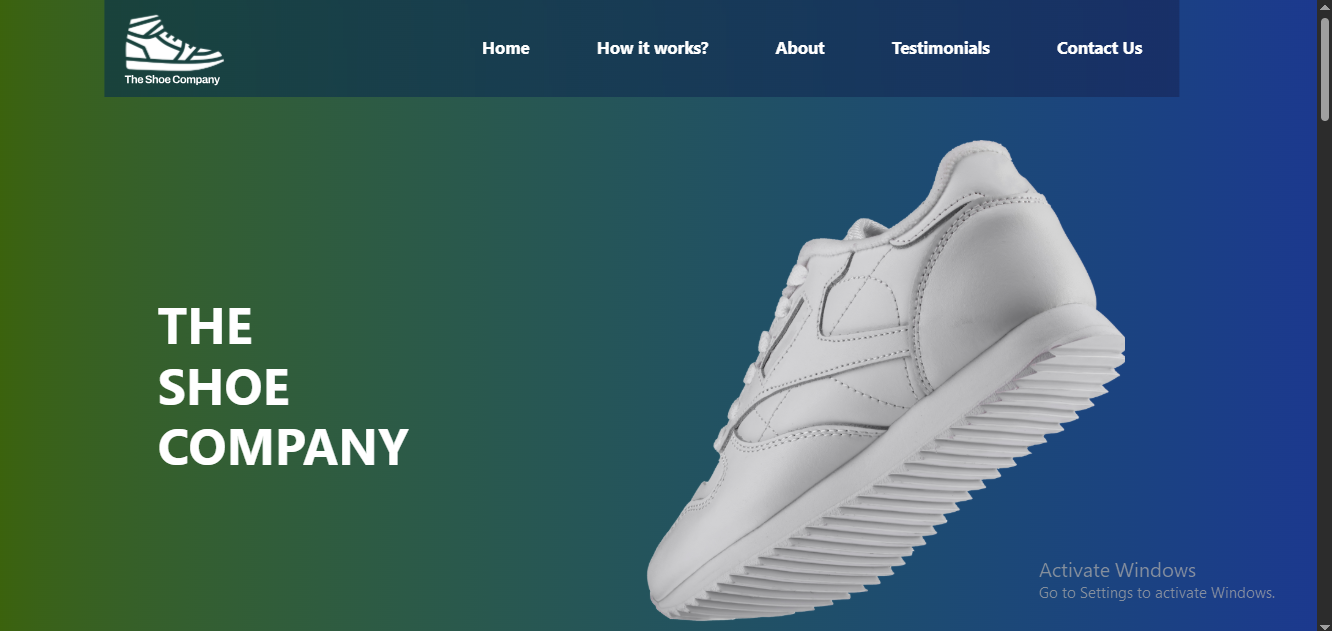 The Shoe Company
Home How it works? About Testimonials Contact Us
THE
SHOE
COMPANY
Activate Windows
Go to Settings to activate Windows.